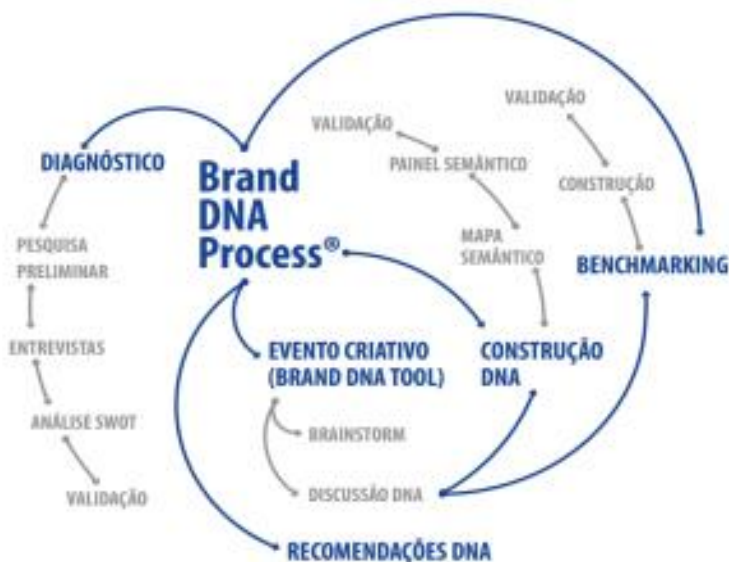 VALIDAÇÃO
VALIDAÇÃO
DIAGNÓSTICO
PAINEL SEMÂNTICO
CONSTRUÇÃO
Brand
DNA
Process®
PESQUISA
PRELIMINAR
MAPA
SEMÂNTICO
BENCHMARKING
ENTREVISTAS
EVENTO CRIATIVO
(BRAND DNA TOOL)
CONSTRUÇÃO
DNA
ANÁLISE SWOT
BRAINSTORM
VALIDAÇÃO
DISCUSSÃO DNA
RECOMENDAÇÕES DNA